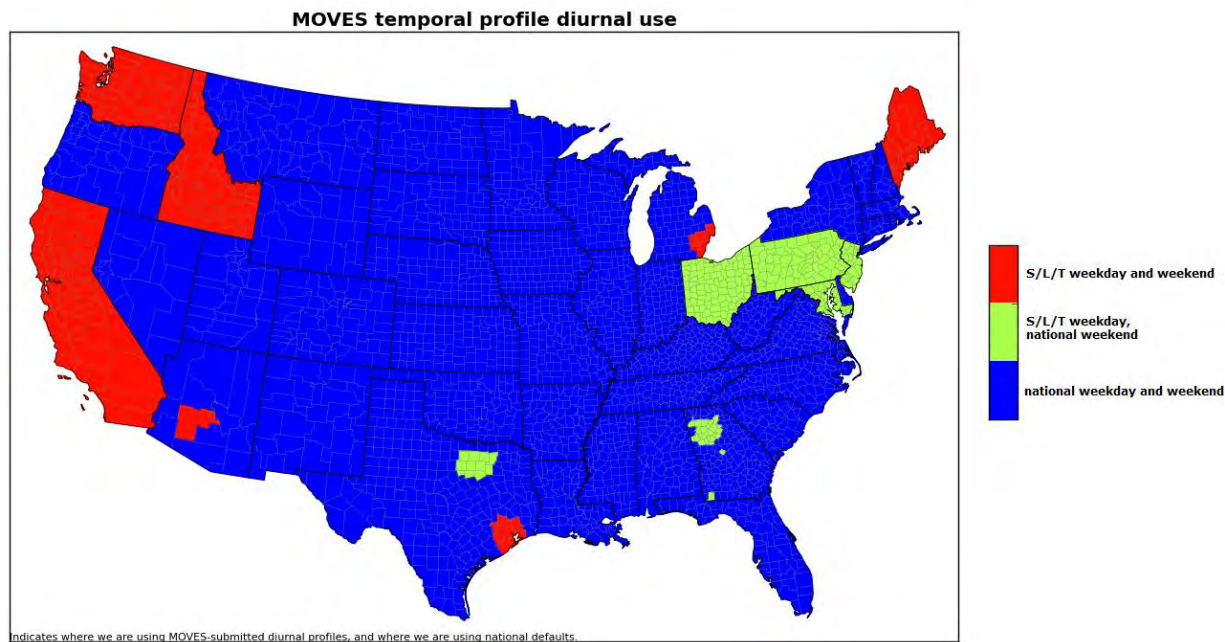 MOVES temporal profile diurnal use
S/L/T weekday and weekend
S/L/T weekday,
national weekend
national weekday and weekend
Indicates where we are using MOVES-submitted diurnal profiles, and where we are using national defaults.